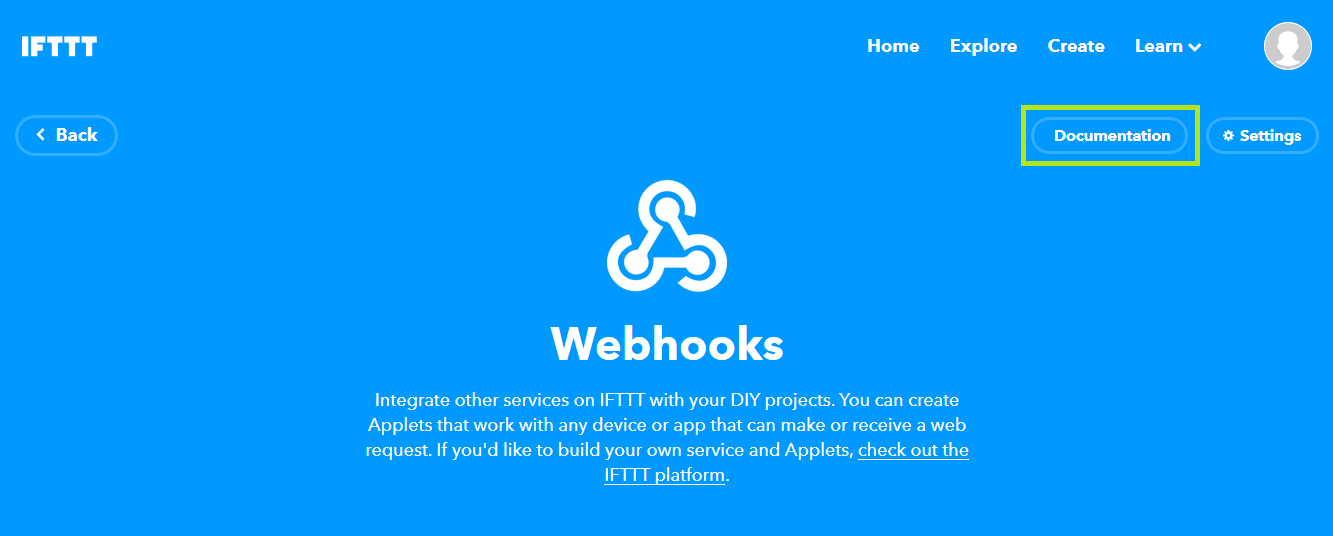 IFTTT
Home Explore Create Learn
Back
Documentation
Settings
Webhooks
Integrate other services on IFTTT with your DIY projects. You can create
Applets that work with any device or app that can make or receive a web
request. If you'd like to build your own service and Applets, check out the
IFTTT platform.